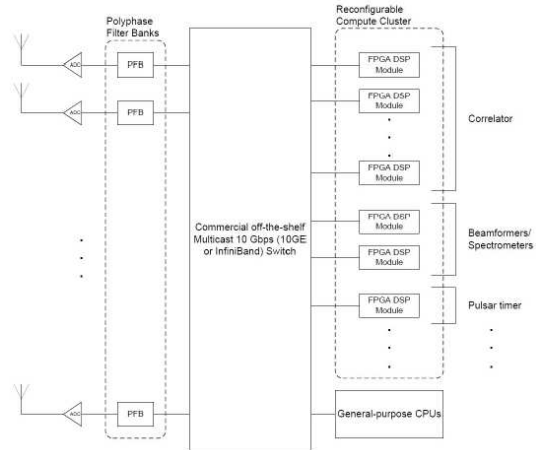 Polyphase
Filter Banks
Reconfigurable
Compute Cluster
ADC
PFB
FPGA DSP
Module
ADC
PFB
FPGA DSP
Module
Correlator
FPGA DSP
Module
Commercial off-the-shelf
Multicast 10 Gbps (10GE
or InfiniBand) Switch
FPGA DSP
Module
Beamformers/
Spectrometers
FPGA DSP
Module
FPGA DSP
Module
Pulsar timer
ADC
PFB
General-purpose CPUs